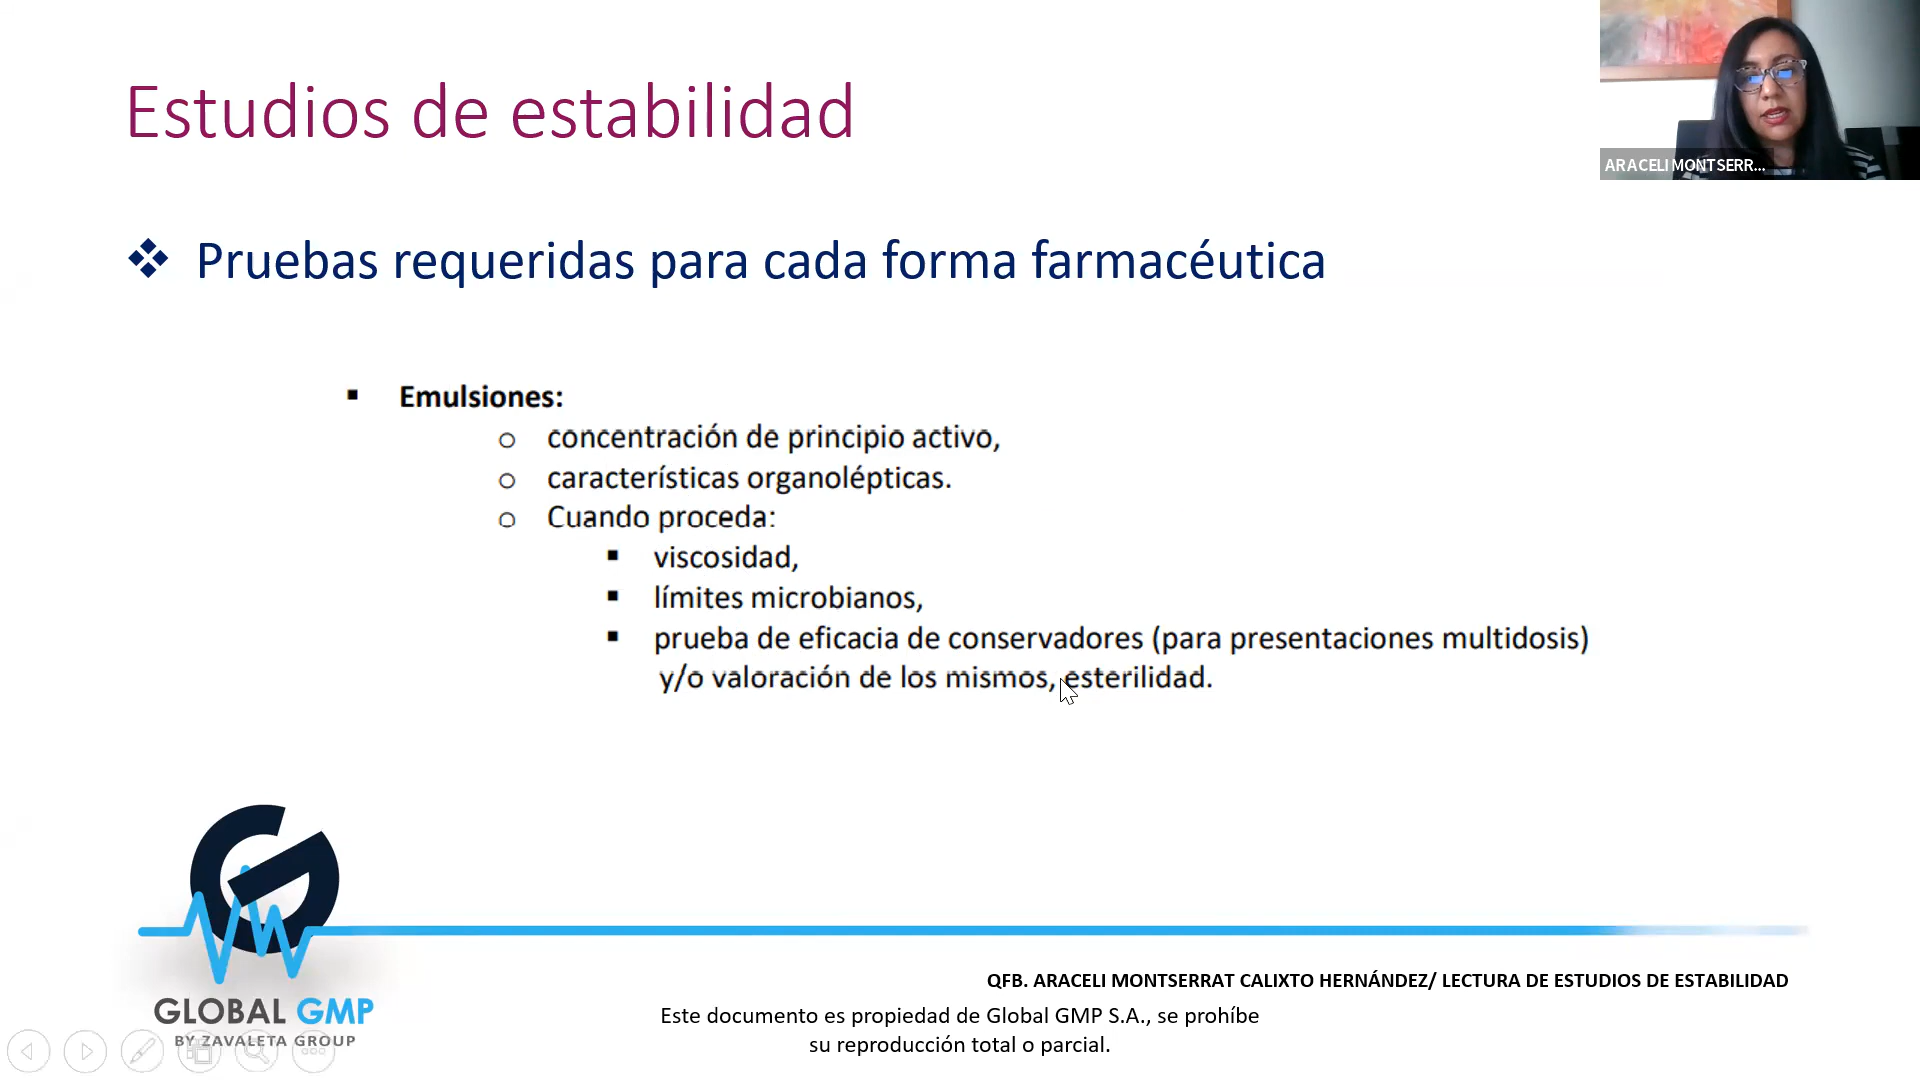 Estudios de estabilidad
ARACELI MONTSERR...
❖ Pruebas requeridas para cada forma farmacéutica
▪ Emulsiones:
o concentración de principio activo,
o características organolépticas.
o Cuando proceda:
▪ viscosidad,
▪ límites microbianos,
▪ prueba de eficacia de conservadores (para presentaciones multidosis)
y/o valoración de los mismos, esterilidad.
QFB. ARACELI MONTSERRAT CALIXTO HERNÁNDEZ/ LECTURA DE ESTUDIOS DE ESTABILIDAD
GLOBAL GMP
BY ZAVALETA GROUP
Este documento es propiedad de Global GMP S.A., se prohíbe
su reproducción total o parcial.